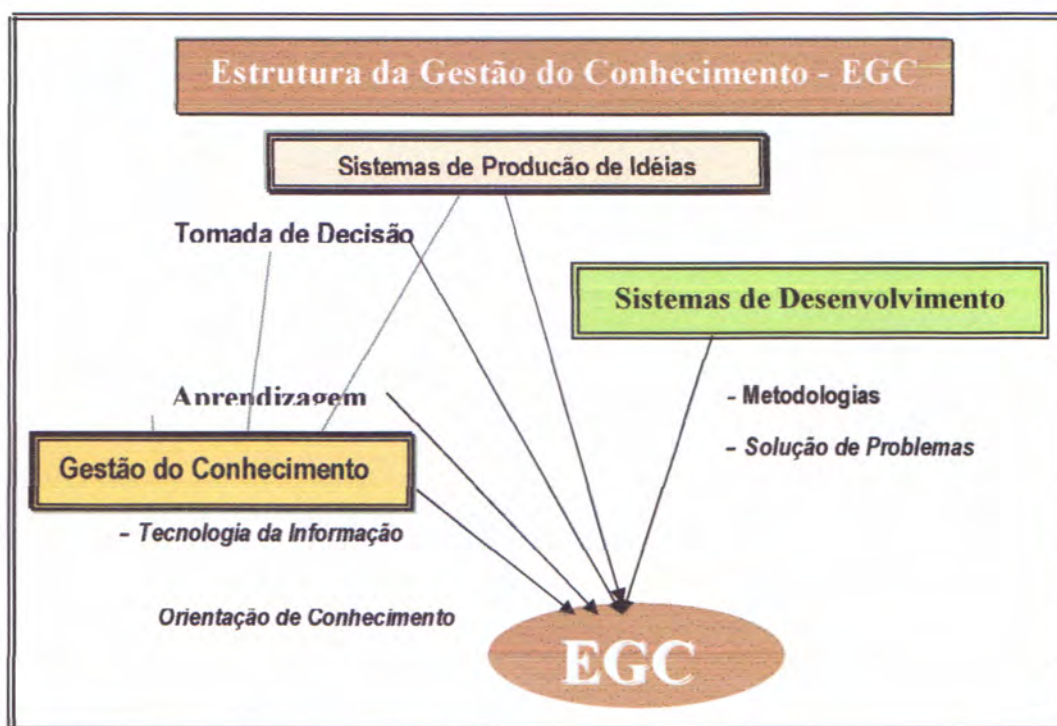 Estrutura da Gestão do Conhecimento - EGC
Sistemas de Producão de Idéias
Tomada de Decisão
Sistemas de Desenvolvimento
Aprendizagem
- Metodologias
- Solução de Problemas
Gestão do Conhecimento
- Tecnologia da Informação
Orientação de Conhecimento
EGC